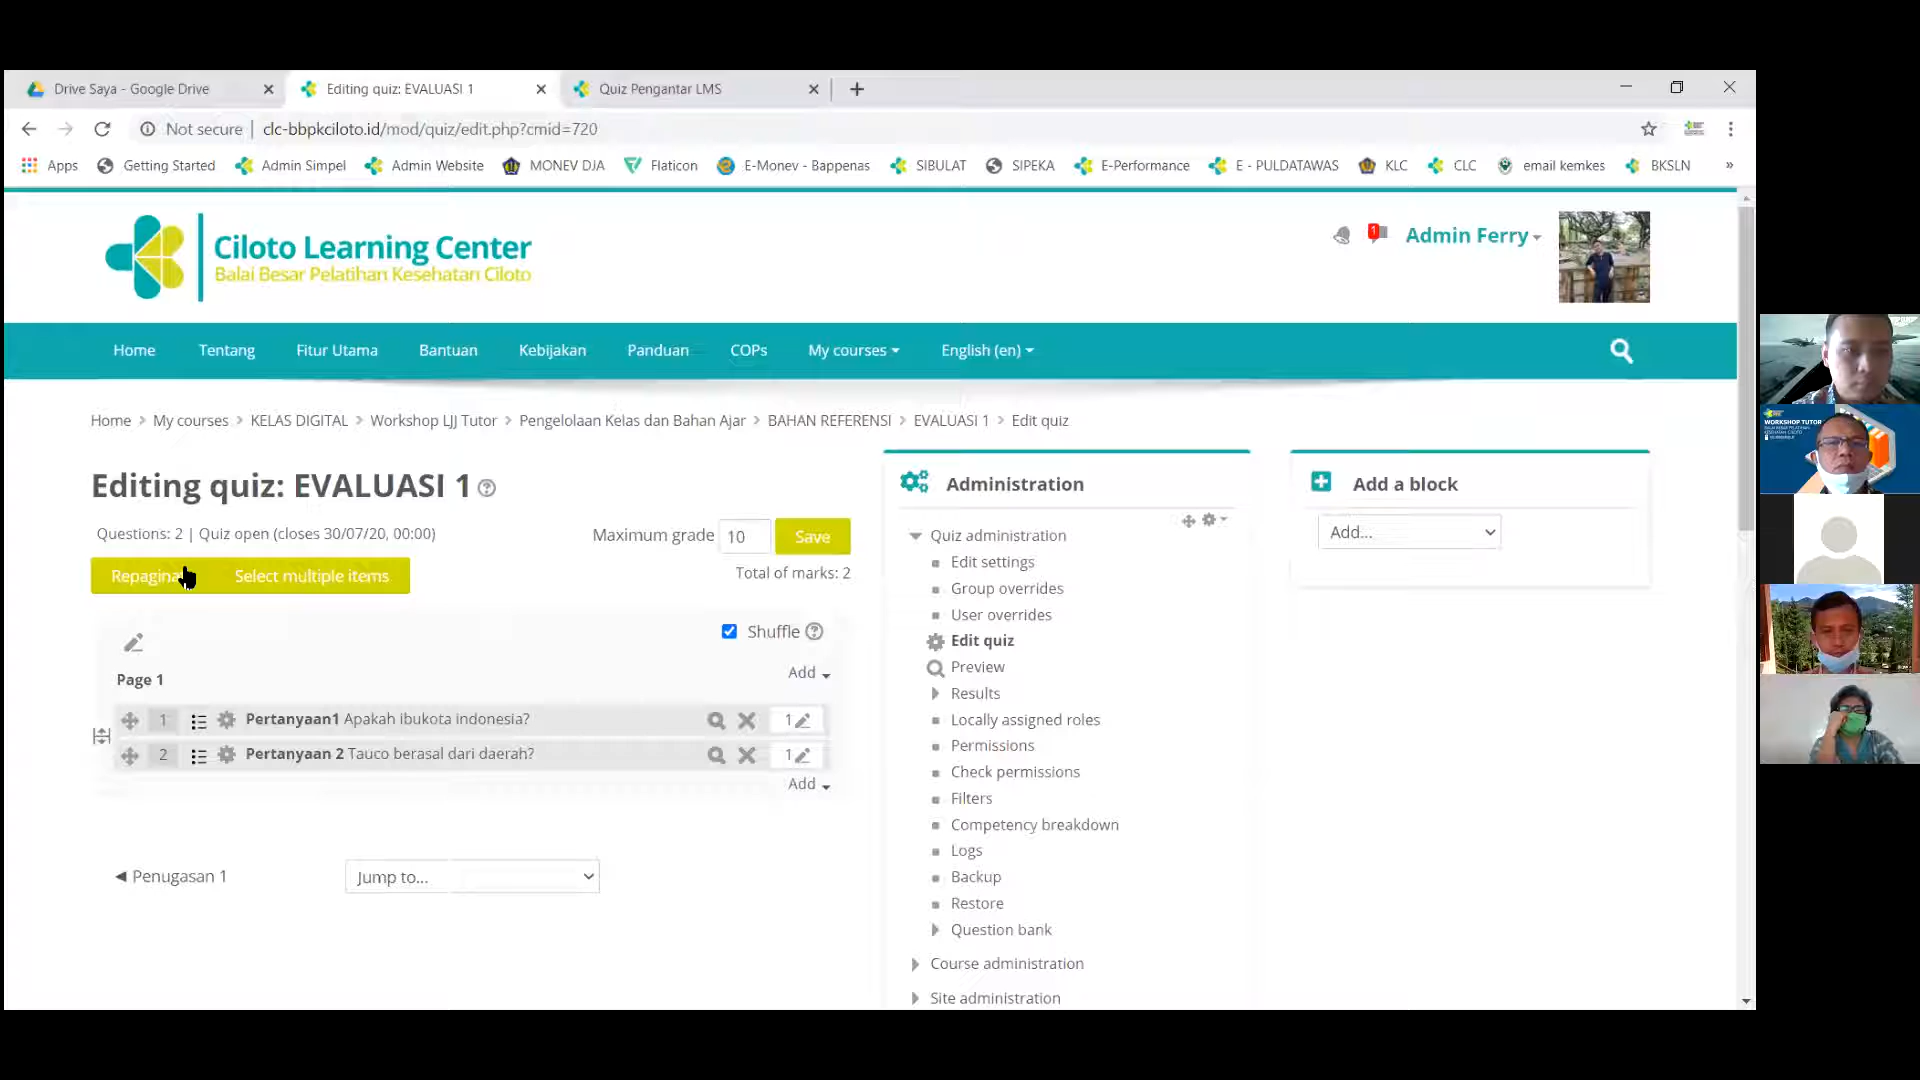 Drive Saya - Google Drive
Editing quiz: EVALUASI 1
Quiz Pengantar LMS
Not secure | clc-bbpkciloto.id/mod/quiz/edit.php?cmid=720
Apps Getting Started Admin Simpel Admin Website MONEV DJA Flaticon E-Monev - Bappenas SIBULAT SIPEKA E-Performance E - PULDATAWAS KLC CLC email kemkes BKSLN »
Ciloto Learning Center
Balai Besar Pelatihan Kesehatan Ciloto
1
Admin Ferry
Home Tentang Fitur Utama Bantuan Kebijakan Panduan COPs My courses English (en)
Home > My courses > KELAS DIGITAL > Workshop LJJ Tutor > Pengelolaan Kelas dan Bahan Ajar > BAHAN REFERENSI > EVALUASI 1 > Edit quiz
Editing quiz: EVALUASI 1
Questions: 2 | Quiz open (closes 30/07/20, 00:00)
Maximum grade 10 Save
Select multiple items
Total of marks: 2
Shuffle
Add
Page 1
1 Pertanyaan1 Apakah ibukota indonesia? 1
2 Pertanyaan 2 Tauco berasal dari daerah? 1
Add
◄ Penugasan 1
Jump to...
Administration
Quiz administration
Edit settings
Group overrides
User overrides
Edit quiz
Preview
Results
Locally assigned roles
Permissions
Check permissions
Filters
Competency breakdown
Logs
Backup
Restore
Question bank
Course administration
Site administration
Add a block
Add...
WORKSHOP TUTOR